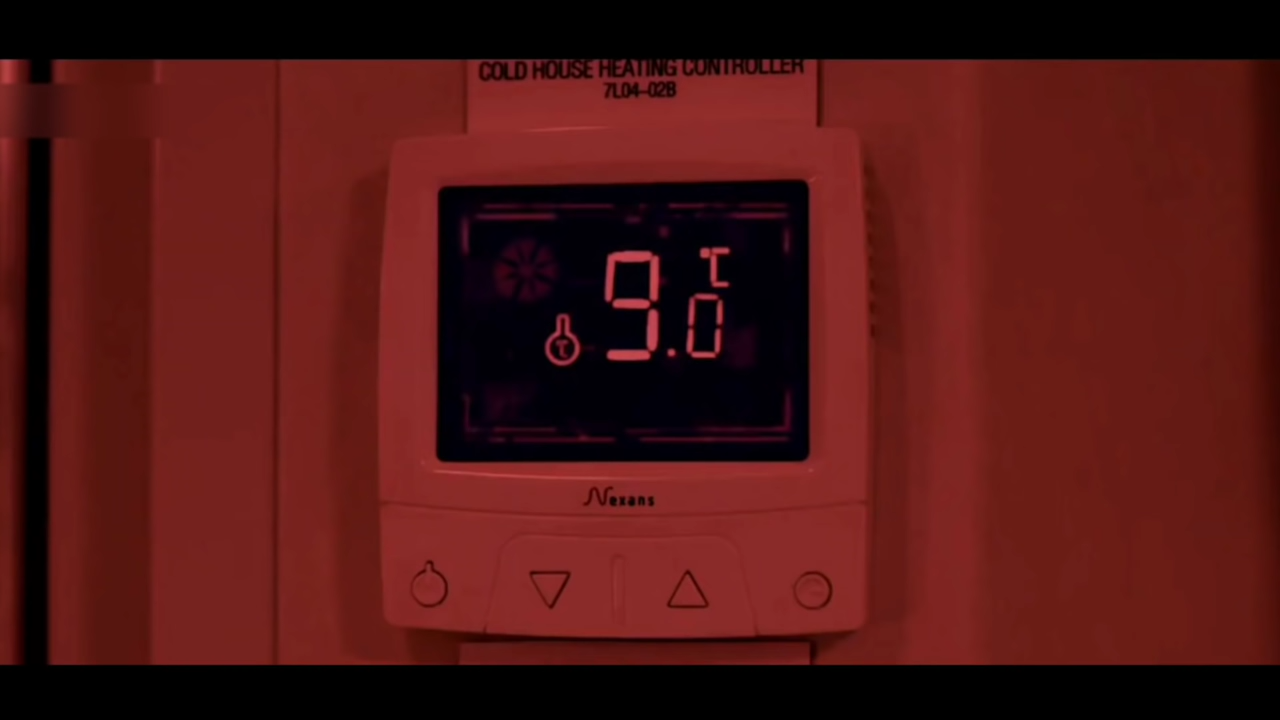 COLD HOUSE HEATING CONTROLLER
7L04-02B
°C
9.0
°C
Nexans